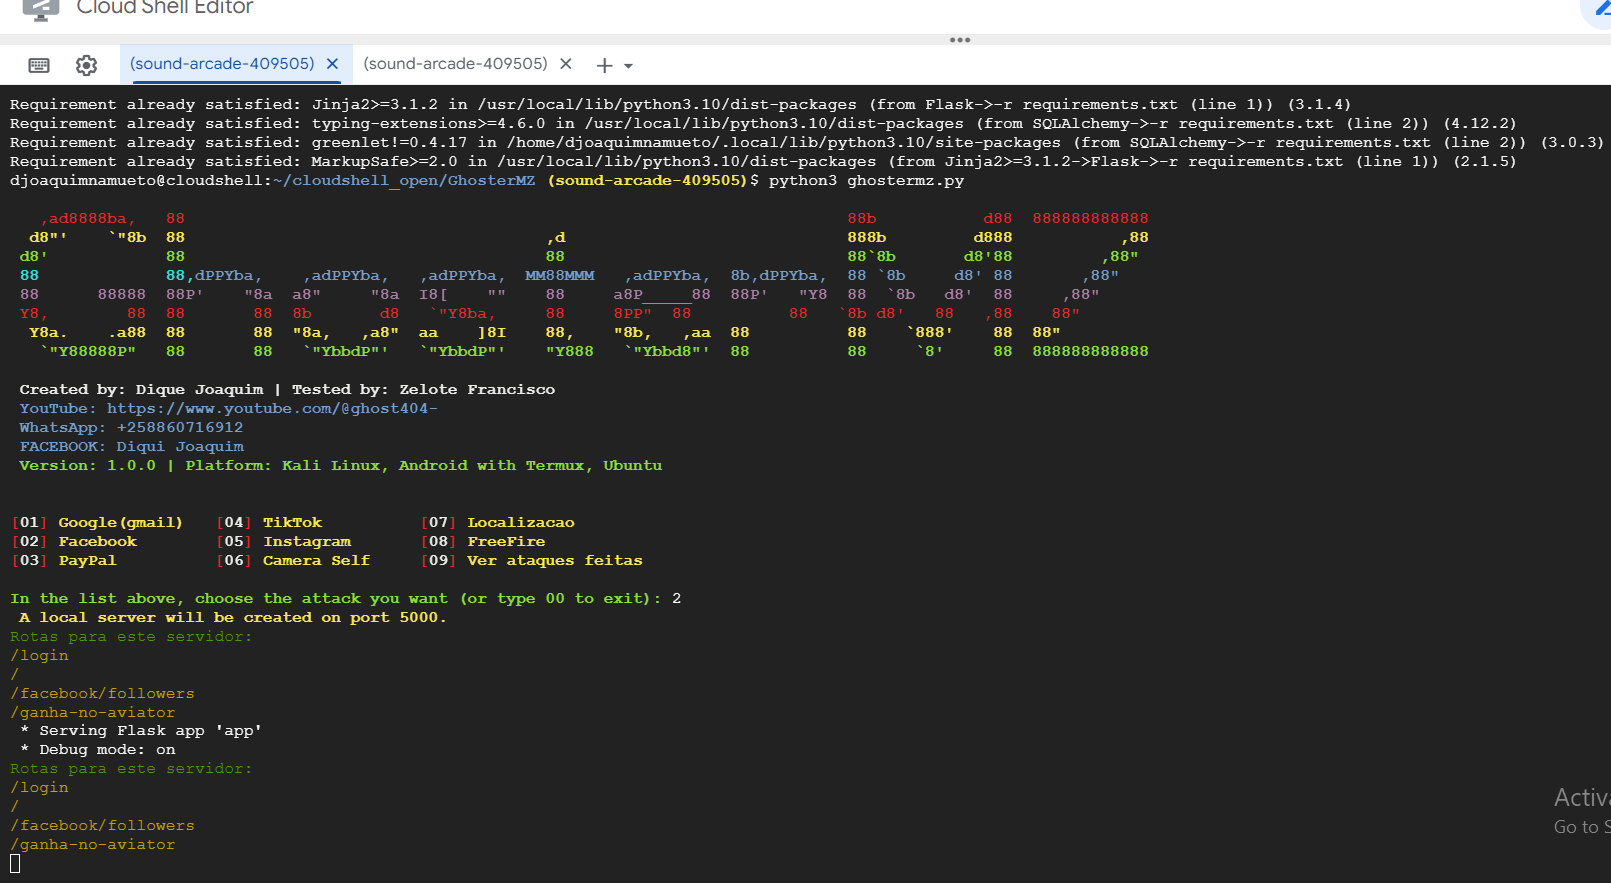 Cloud Shell Editor
(sound-arcade-409505) (sound-arcade-409505)
Requirement already satisfied: Jinja2>=3.1.2 in /usr/local/lib/python3.10/dist-packages (from Flask->-r requirements.txt (line 1)) (3.1.4)
Requirement already satisfied: typing-extensions>=4.6.0 in /usr/local/lib/python3.10/dist-packages (from SQLAlchemy->-r requirements.txt (line 2)) (4.12.2)
Requirement already satisfied: greenlet!=0.4.17 in /home/djoaquimnamueto/.local/lib/python3.10/site-packages (from SQLAlchemy->-r requirements.txt (line 2)) (3.0.3)
Requirement already satisfied: MarkupSafe>=2.0 in /usr/local/lib/python3.10/dist-packages (from Jinja2>=3.1.2->Flask->-r requirements.txt (line 1)) (2.1.5)
djoaquimnamueto@cloudshell:~/cloudshell_open/GhosterMZ (sound-arcade-409505)$ python3 ghostermz.py
GhosterMZ
Created by: Dique Joaquim | Tested by: Zelote Francisco
YouTube: https://www.youtube.com/@ghost404-
WhatsApp: +258860716912
FACEBOOK: Diqui Joaquim
Version: 1.0.0 | Platform: Kali Linux, Android with Termux, Ubuntu
[01] Google(gmail) [04] TikTok [07] Localizacao
[02] Facebook [05] Instagram [08] FreeFire
[03] PayPal [06] Camera Self [09] Ver ataques feitas
In the list above, choose the attack you want (or type 00 to exit): 2
A local server will be created on port 5000.
Rotas para este servidor:
/login
/
/facebook/followers
/ganha-no-aviator
* Serving Flask app 'app'
* Debug mode: on
Rotas para este servidor:
/login
/
/facebook/followers
/ganha-no-aviator
Activ
Go to S